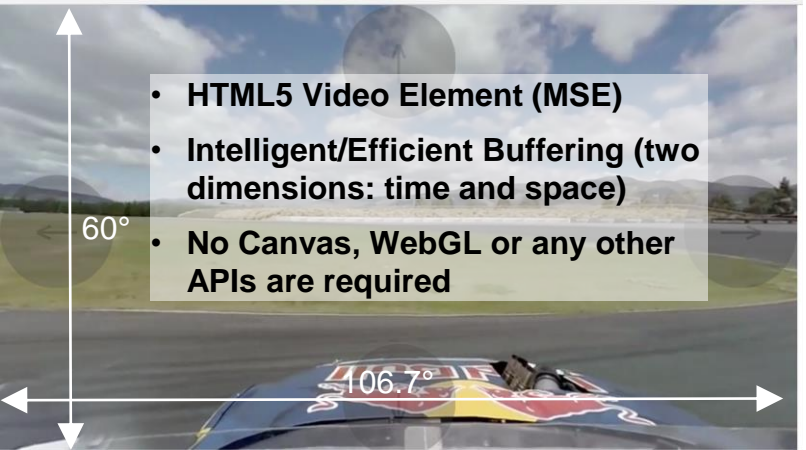 • HTML5 Video Element (MSE)
• Intelligent/Efficient Buffering (two
dimensions: time and space)
60°
• No Canvas, WebGL or any other
APIs are required
106.7°